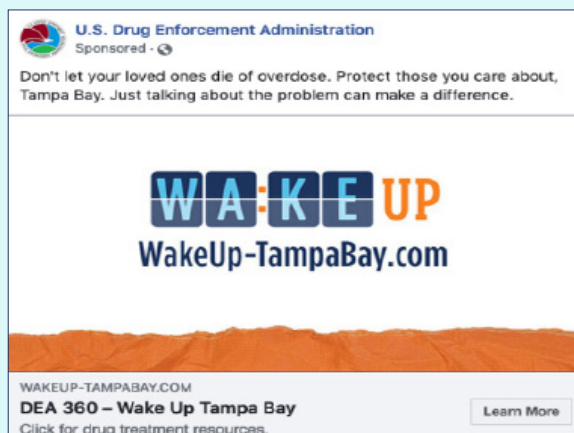 U.S. Drug Enforcement Administration
Sponsored ·
Don't let your loved ones die of overdose. Protect those you care about,
Tampa Bay. Just talking about the problem can make a difference.
WA:KE UP
WakeUp-TampaBay.com
WAKEUP-TAMPABAY.COM
DEA 360 – Wake Up Tampa Bay
Learn More
Click for drug treatment resources.